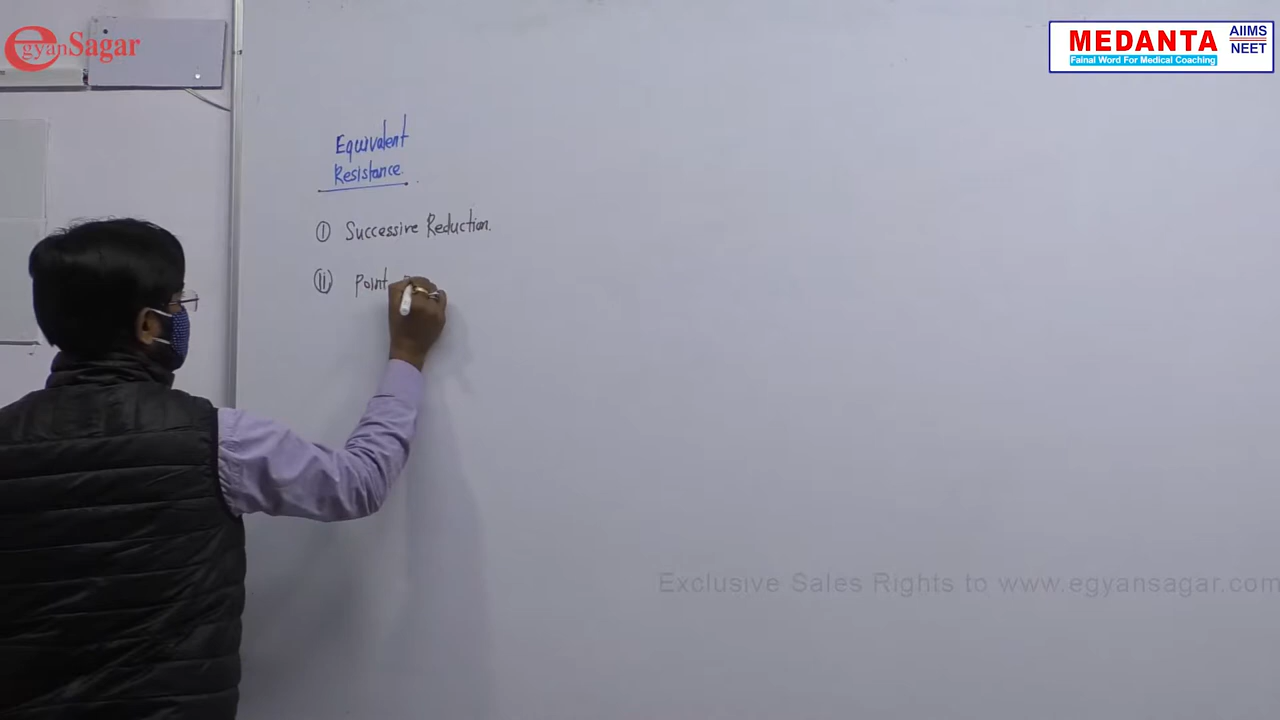 egyanSagar
MEDANTA
AIIMS
NEET
Fainal Word For Medical Coaching
Equivalent
Resistance.
I Successive Reduction.
II Point
Exclusive Sales Rights to www.egyansagar.com